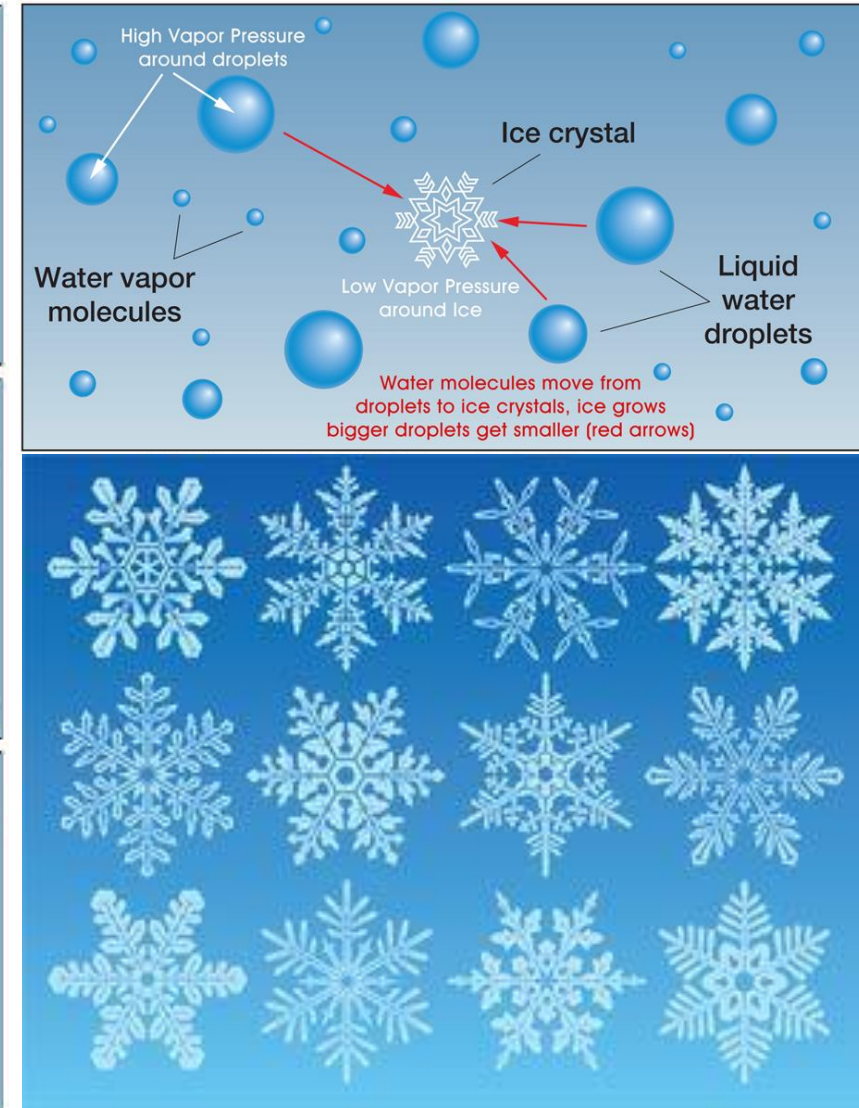 High Vapor Pressure
around droplets
Ice crystal
Water vapor
molecules
Low Vapor Pressure
around Ice
Liquid
water
droplets
Water molecules move from
droplets to ice crystals, ice grows
bigger droplets get smaller (red arrows)